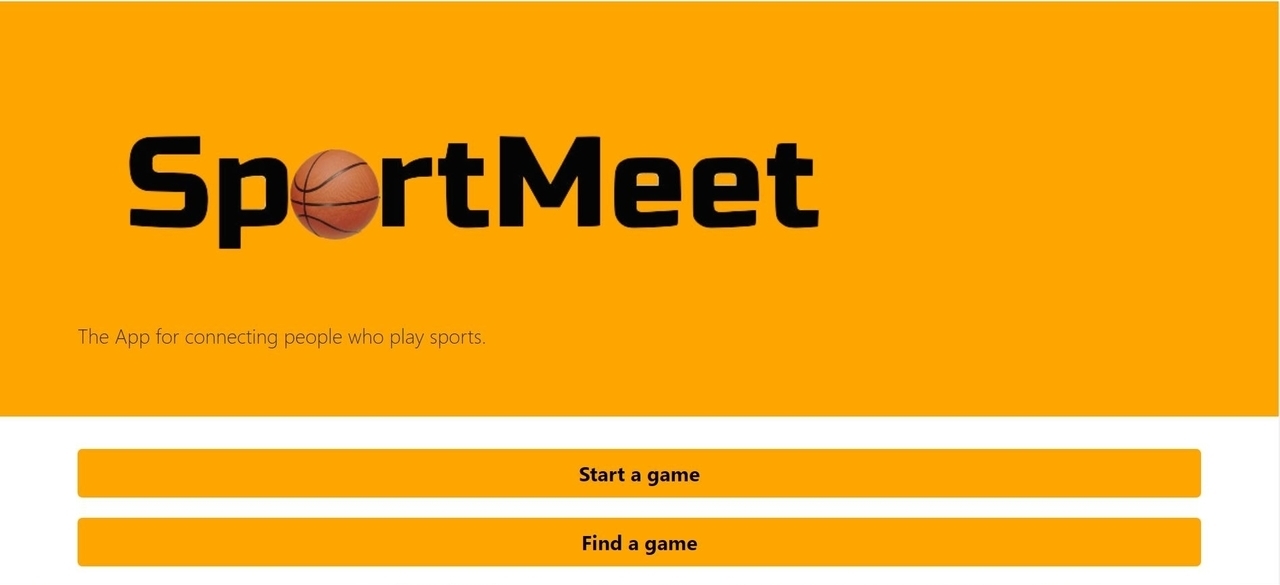 SportMeet
The App for connecting people who play sports.
Start a game
Find a game